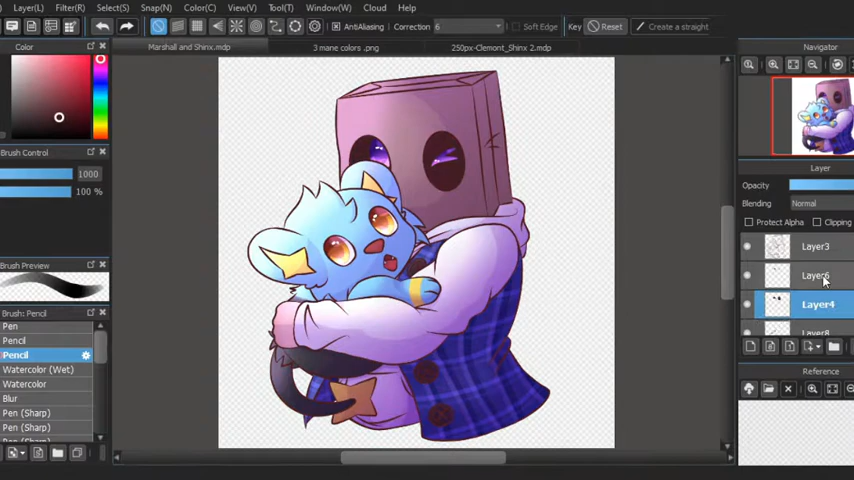 Layer(L) Filter(R) Select(S) Snap(N) Color(C) View(V) Tool(T) Window(W) Cloud Help
AntiAliasing Correction 6 Soft Edge Key Reset Create a straight
Color
Marshall and Shinx.mdp 3 mane colors .png 250px-Clemont_Shinx 2.mdp
Navigator
Brush Control
1000
100 %
Layer
Opacity
Blending Normal
Protect Alpha Clipping
Layer3
Layer6
Layer4
Layer8
Brush Preview
Brush: Pencil
Pen
Pencil
Pencil
Watercolor (Wet)
Watercolor
Blur
Pen (Sharp)
Pen (Sharp)
Pen (Sharp)
Reference